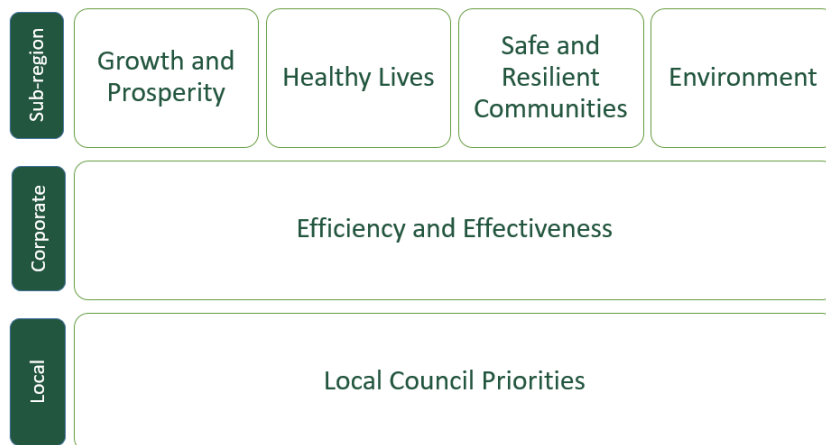 Sub-region
Growth and
Prosperity
Healthy Lives
Safe and
Resilient
Communities
Environment
Corporate
Efficiency and Effectiveness
Local
Local Council Priorities